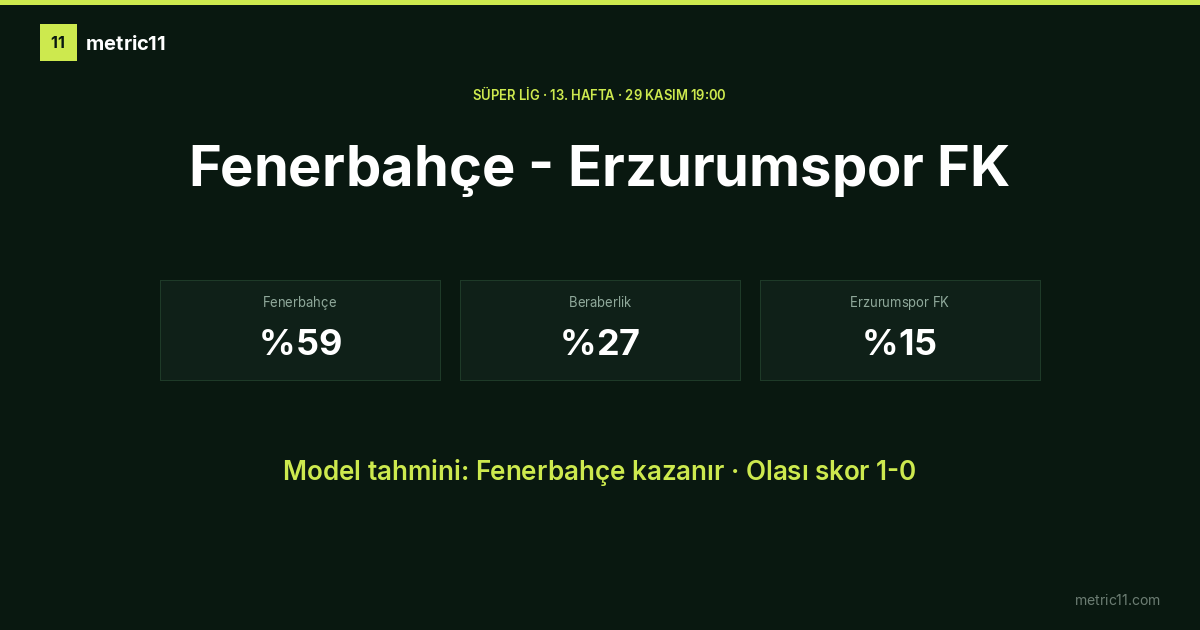 11 metric11
SÜPER LİG · 13. HAFTA · 29 KASIM 19:00
Fenerbahçe - Erzurumspor FK
Fenerbahçe
%59
Beraberlik
%27
Erzurumspor FK
%15
Model tahmini: Fenerbahçe kazanır · Olası skor 1-0
metric11.com